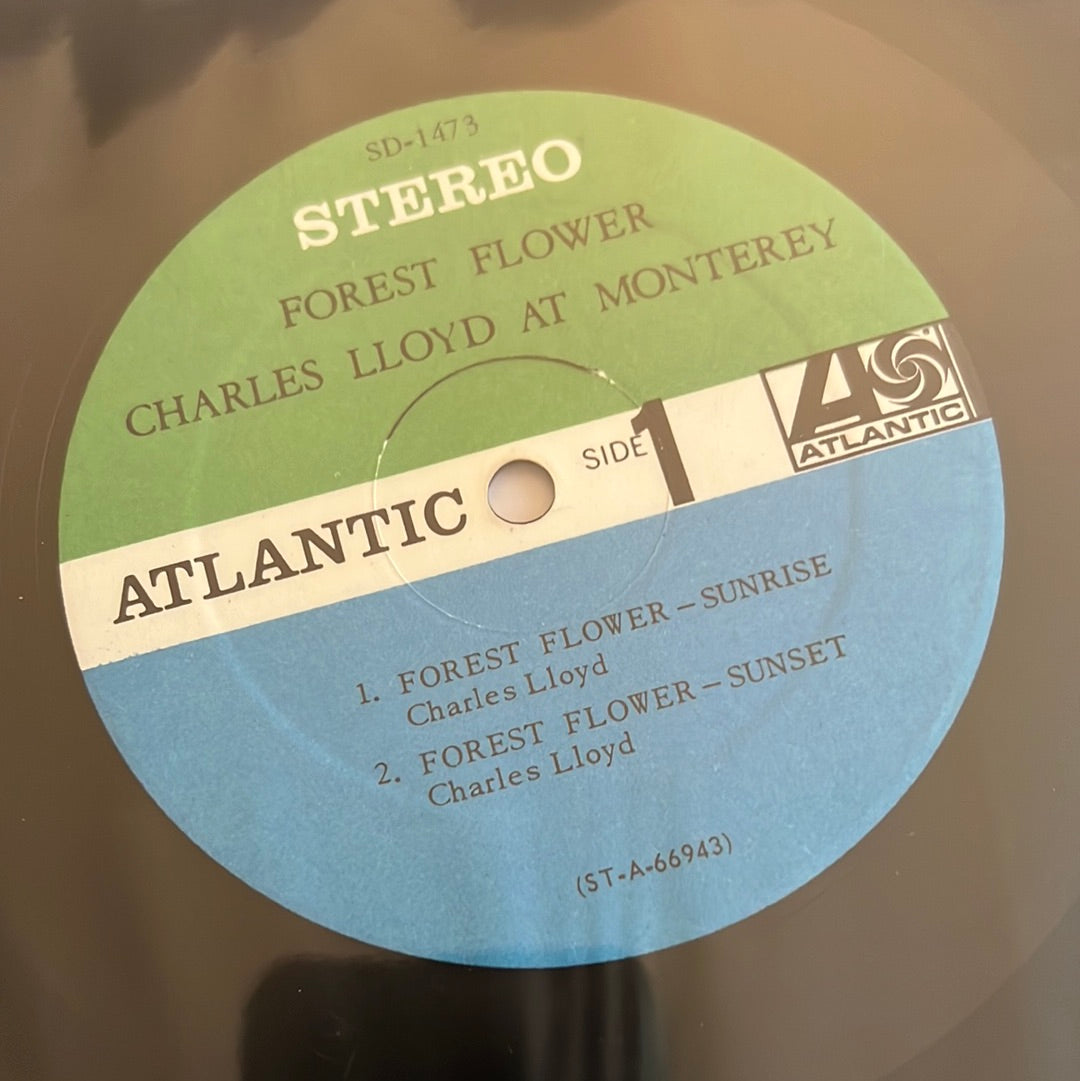 SD-1473
STEREO
FOREST FLOWER
CHARLES LLOYD AT MONTEREY
ATLANTIC
SIDE 1
ATLANTIC
1. FOREST FLOWER – SUNRISE
Charles Lloyd
2. FOREST FLOWER – SUNSET
Charles Lloyd
(ST-A-66943)